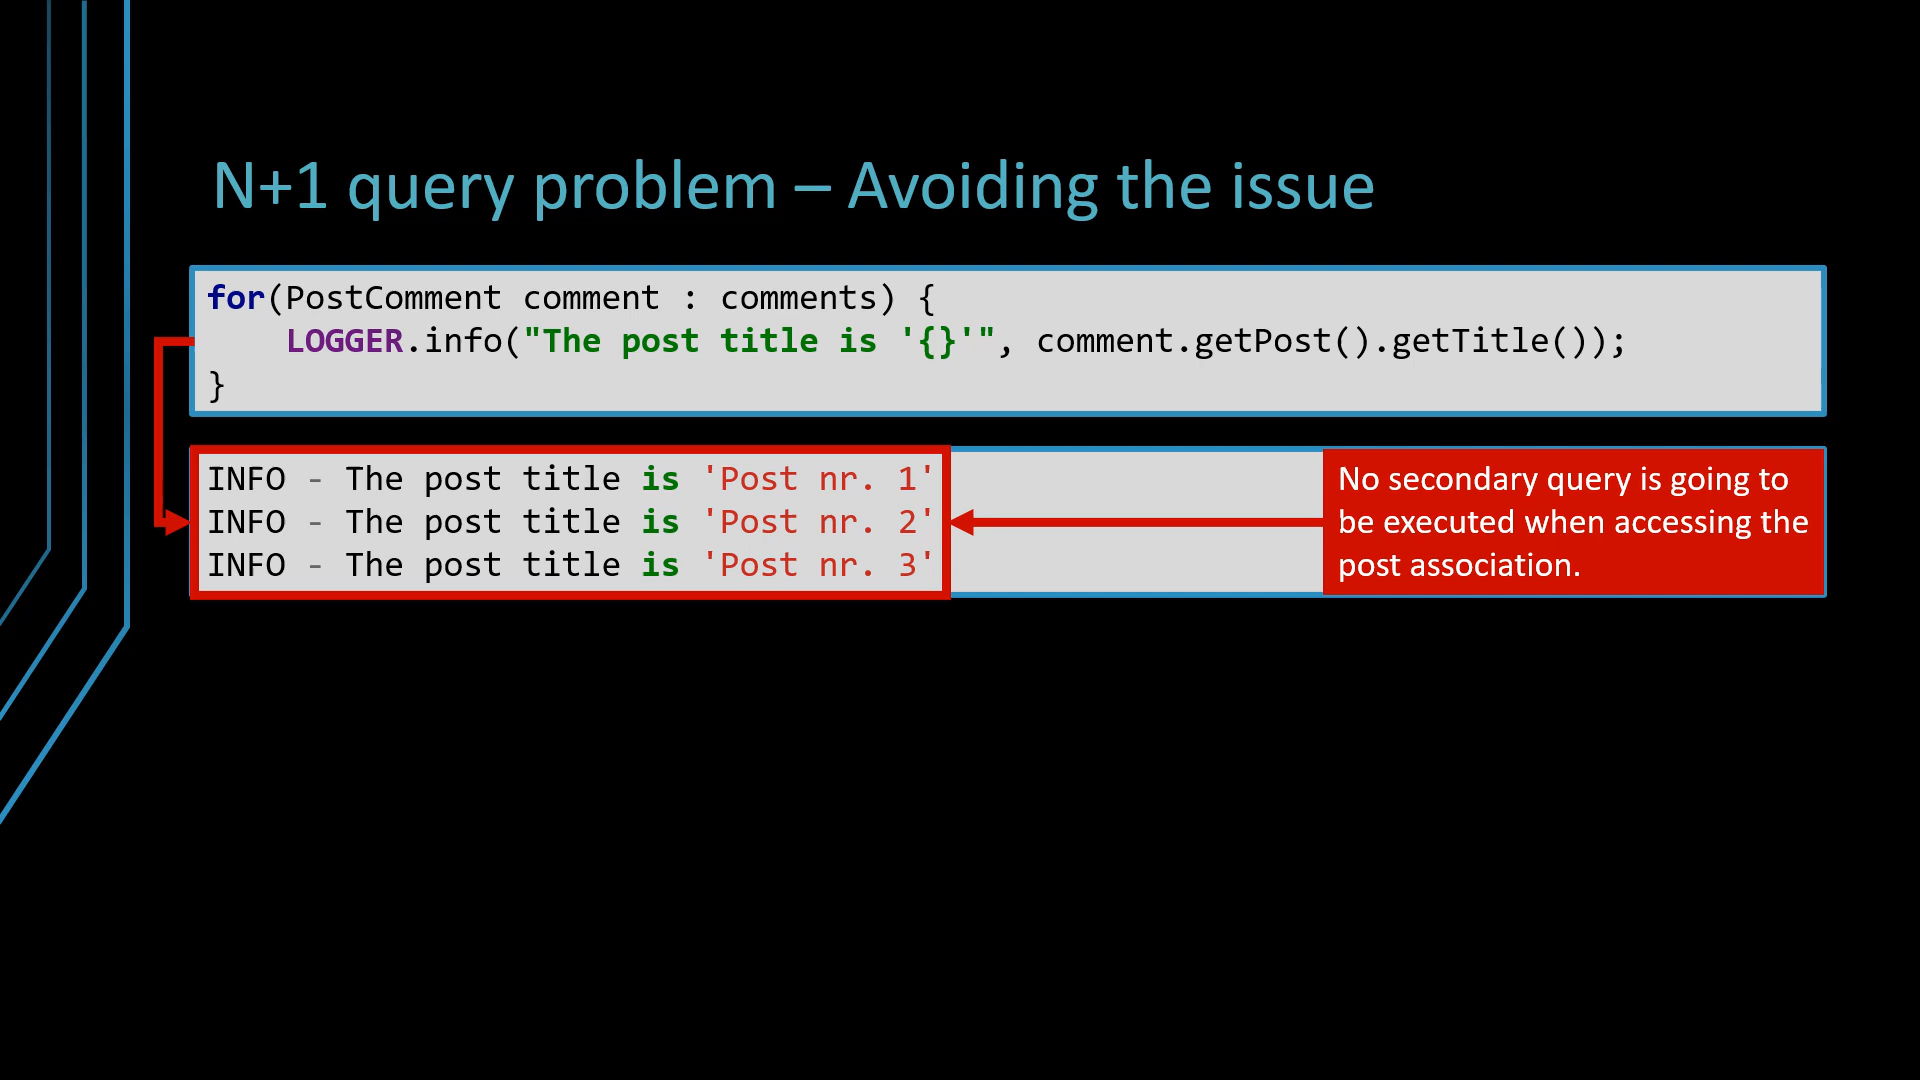 N+1 query problem – Avoiding the issue
for(PostComment comment : comments) {
    LOGGER.info("The post title is '{}'", comment.getPost().getTitle());
}
INFO - The post title is 'Post nr. 1'
INFO - The post title is 'Post nr. 2'
INFO - The post title is 'Post nr. 3'
No secondary query is going to
be executed when accessing the
post association.